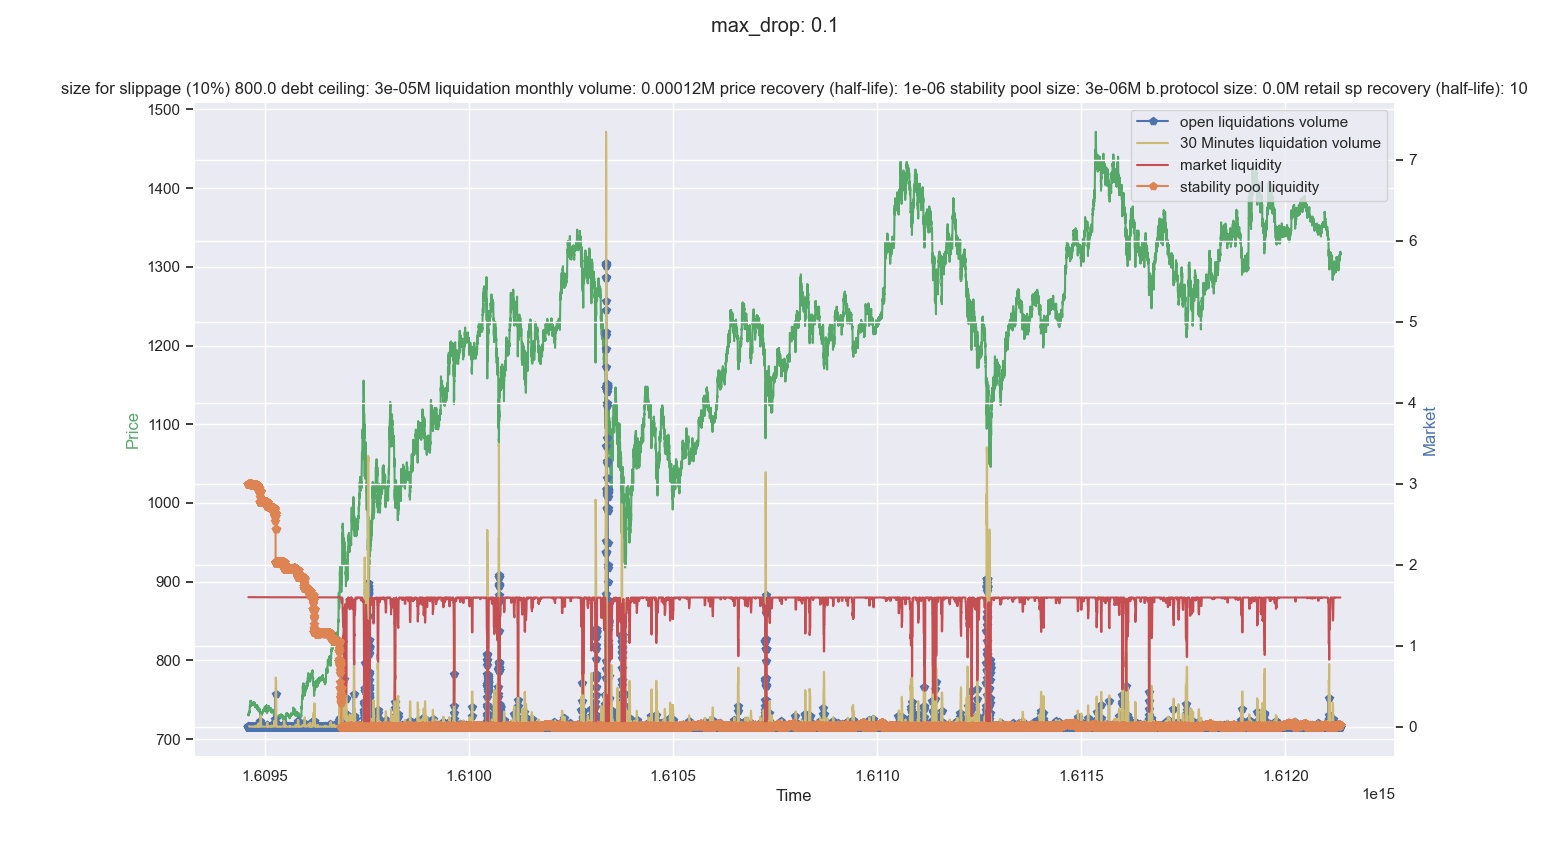 max_drop: 0.1
size for slippage (10%) 800.0 debt ceiling: 3e-05M liquidation monthly volume: 0.00012M price recovery (half-life): 1e-06 stability pool size: 3e-06M b.protocol size: 0.0M retail sp recovery (half-life): 10
open liquidations volume
30 Minutes liquidation volume
market liquidity
stability pool liquidity
1500
1400
1300
1200
1100
1000
900
800
700
Price
7
6
5
4
3
2
1
0
Market
1.6095 1.6100 1.6105 1.6110 1.6115 1.6120
1e15
Time